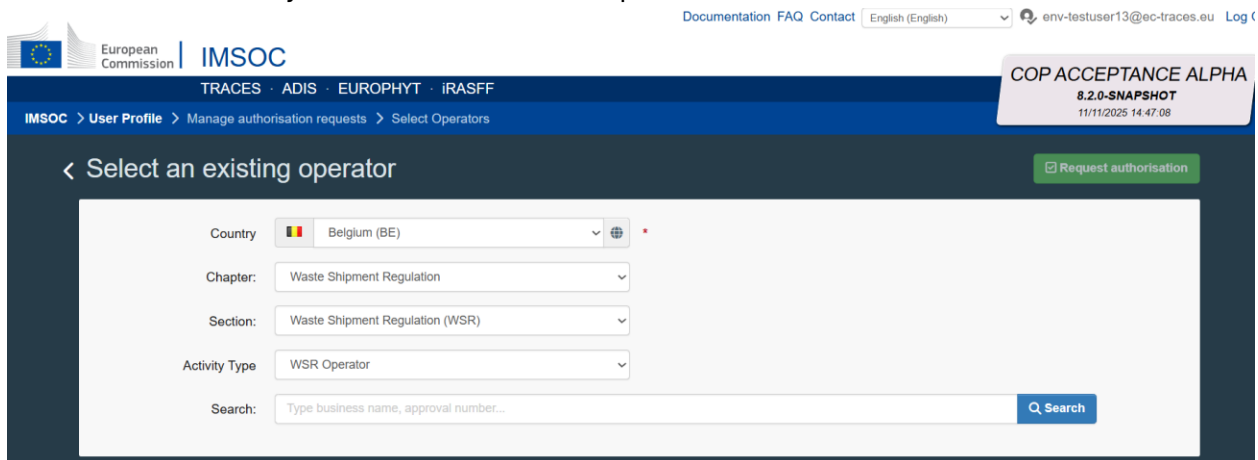 Documentation FAQ Contact English (English) env-testuser13@ec-traces.eu Log
European
Commission
IMSOC
TRACES · ADIS · EUROPHYT · iRASFF
COP ACCEPTANCE ALPHA
8.2.0-SNAPSHOT
11/11/2025 14:47:08
IMSOC > User Profile > Manage authorisation requests > Select Operators
Select an existing operator
Request authorisation
Country Belgium (BE) *
Chapter: Waste Shipment Regulation
Section: Waste Shipment Regulation (WSR)
Activity Type WSR Operator
Search: Type business name, approval number... Search